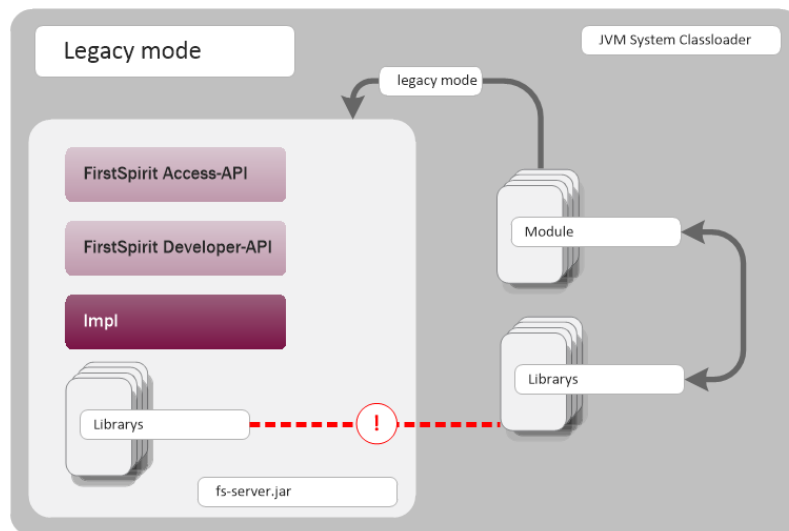 Legacy mode
JVM System Classloader
legacy mode
FirstSpirit Access-API
FirstSpirit Developer-API
Impl
Module
Librarys
Librarys
!
fs-server.jar